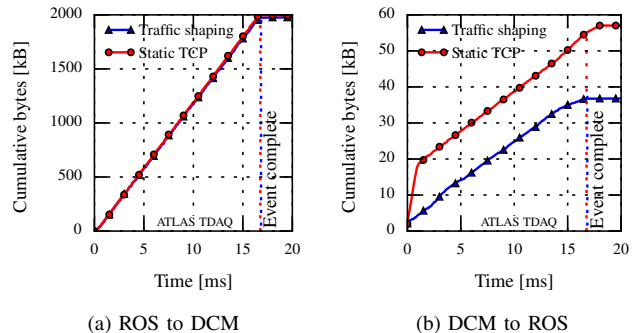 Cumulative bytes [kB]
2000
1500
1000
500
0
0
5
10
15
20
Time [ms]
Traffic shaping
Static TCP
Event complete
ATLAS TDAQ
(a) ROS to DCM
Cumulative bytes [kB]
60
50
40
30
20
10
0
0
5
10
15
20
Time [ms]
Traffic shaping
Static TCP
Event complete
ATLAS TDAQ
(b) DCM to ROS